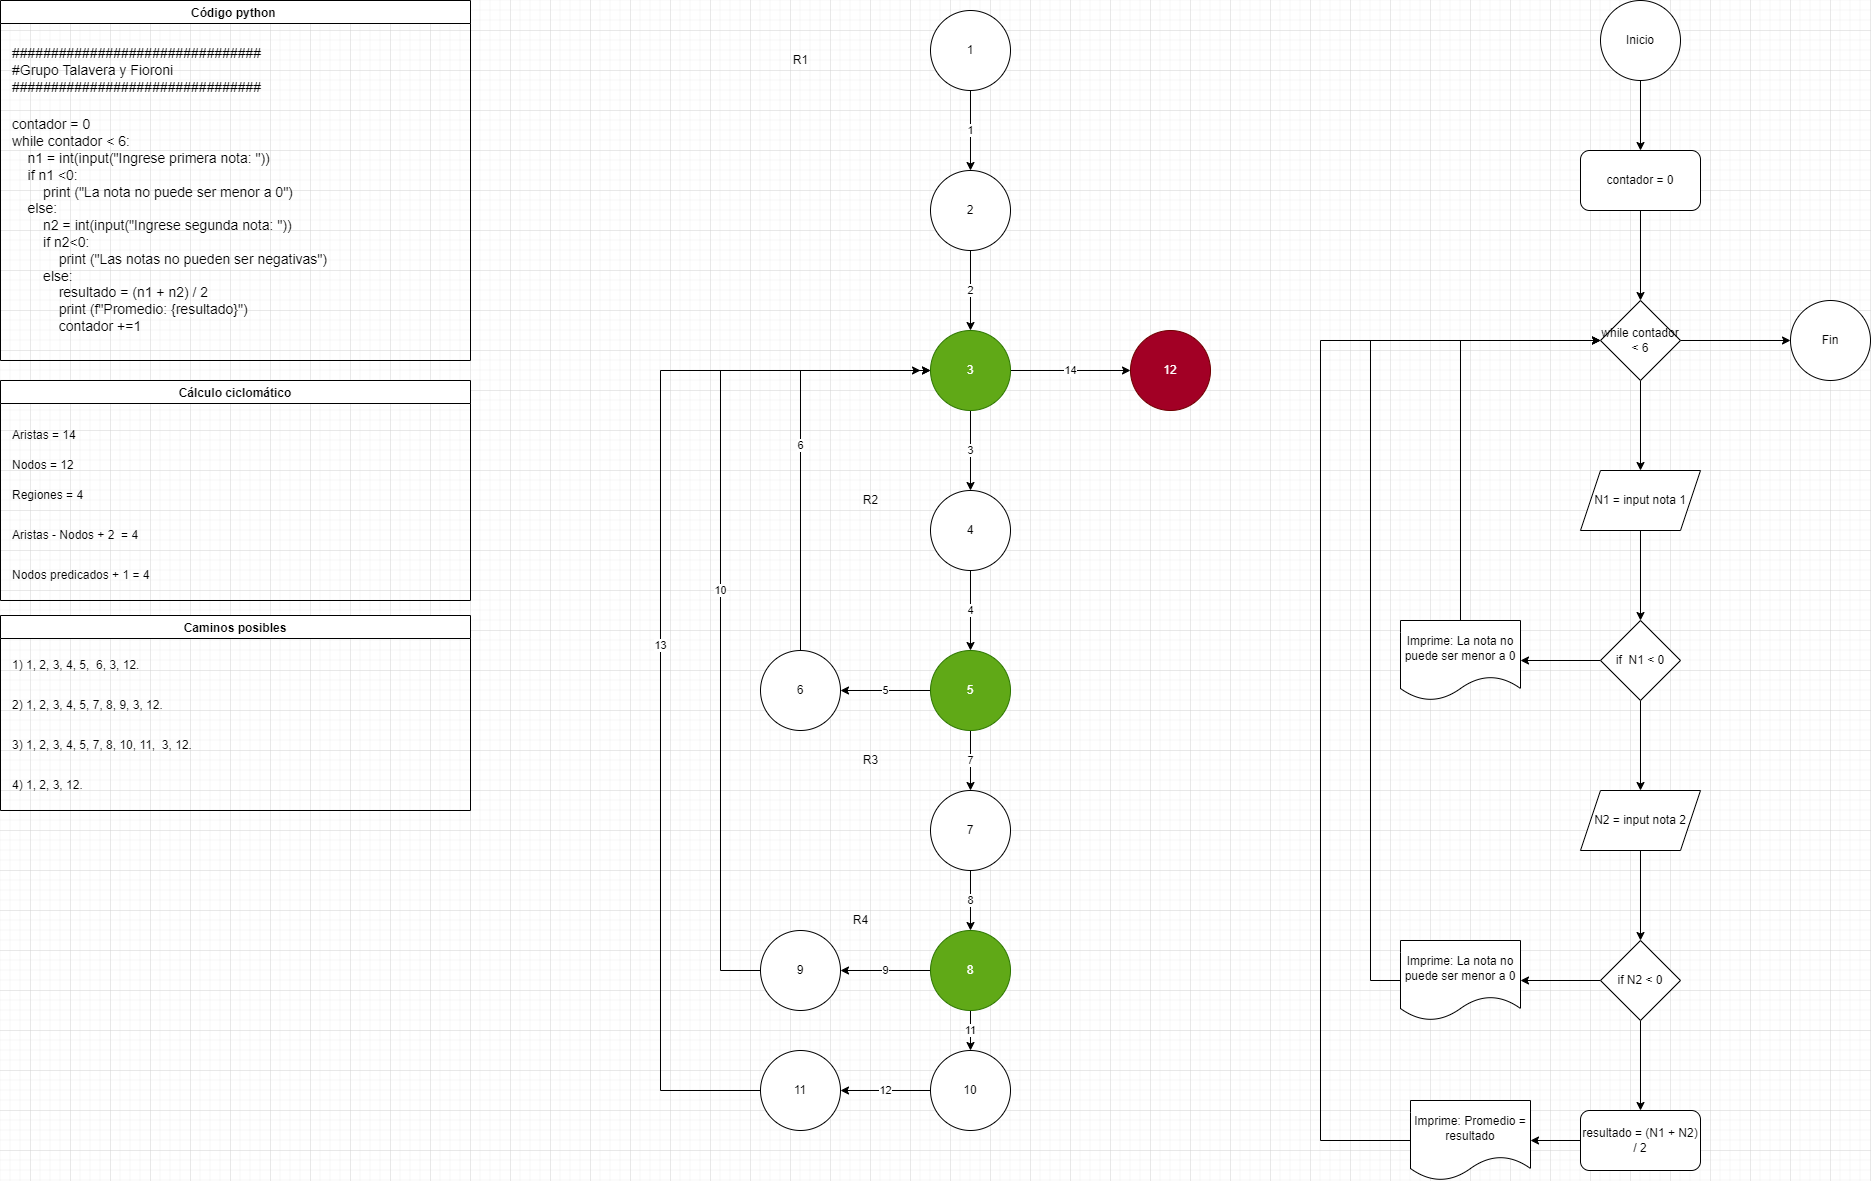 Código python
################################
#Grupo Talavera y Fioroni
################################
contador = 0
while contador < 6:
    n1 = int(input("Ingrese primera nota: "))
    if n1 <0:
        print ("La nota no puede ser menor a 0")
    else:
        n2 = int(input("Ingrese segunda nota: "))
        if n2<0:
            print ("Las notas no pueden ser negativas")
        else:
            resultado = (n1 + n2) / 2
            print (f"Promedio: {resultado}")
            contador +=1
Cálculo ciclomático
Aristas = 14
Nodos = 12
Regiones = 4
Aristas - Nodos + 2  = 4
Nodos predicados + 1 = 4
Caminos posibles
1) 1, 2, 3, 4, 5,  6, 3, 12.
2) 1, 2, 3, 4, 5, 7, 8, 9, 3, 12.
3) 1, 2, 3, 4, 5, 7, 8, 10, 11,  3, 12.
4) 1, 2, 3, 12.
R1
1
1
2
2
3
14
12
3
6
R2
4
4
10
13
6
5
5
R3
7
7
8
R4
9
9
8
11
11
12
10
Inicio
contador = 0
while contador
< 6
Fin
N1 = input nota 1
Imprime: La nota no
puede ser menor a 0
if  N1 < 0
N2 = input nota 2
Imprime: La nota no
puede ser menor a 0
if N2 < 0
Imprime: Promedio =
resultado
resultado = (N1 + N2)
/ 2